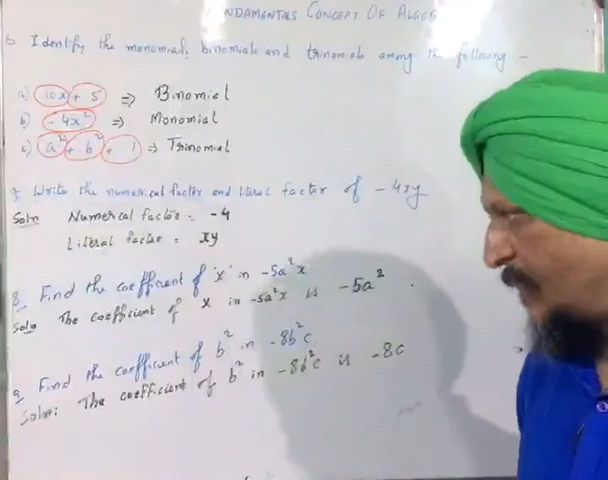 NDAMENTALS CONCEPT OF ALGE
6 Identify the monomials, binomials and trinomials among the following -
a) 10x + 5 ⇒ Binomial
b) - 4x² ⇒ Monomial
c) a² + b² + 1 ⇒ Trinomial
7. Write the numerical factor and literal factor of - 4xy
Soln Numerical factor = -4
Literal factor = xy
8. Find the coefficient of 'x' in -5a²x
Soln The coefficient of x in -5a²x is -5a².
9 Find the coefficient of b² in -8b²c
Soln: The coefficient of b² in -8b²c is -8c